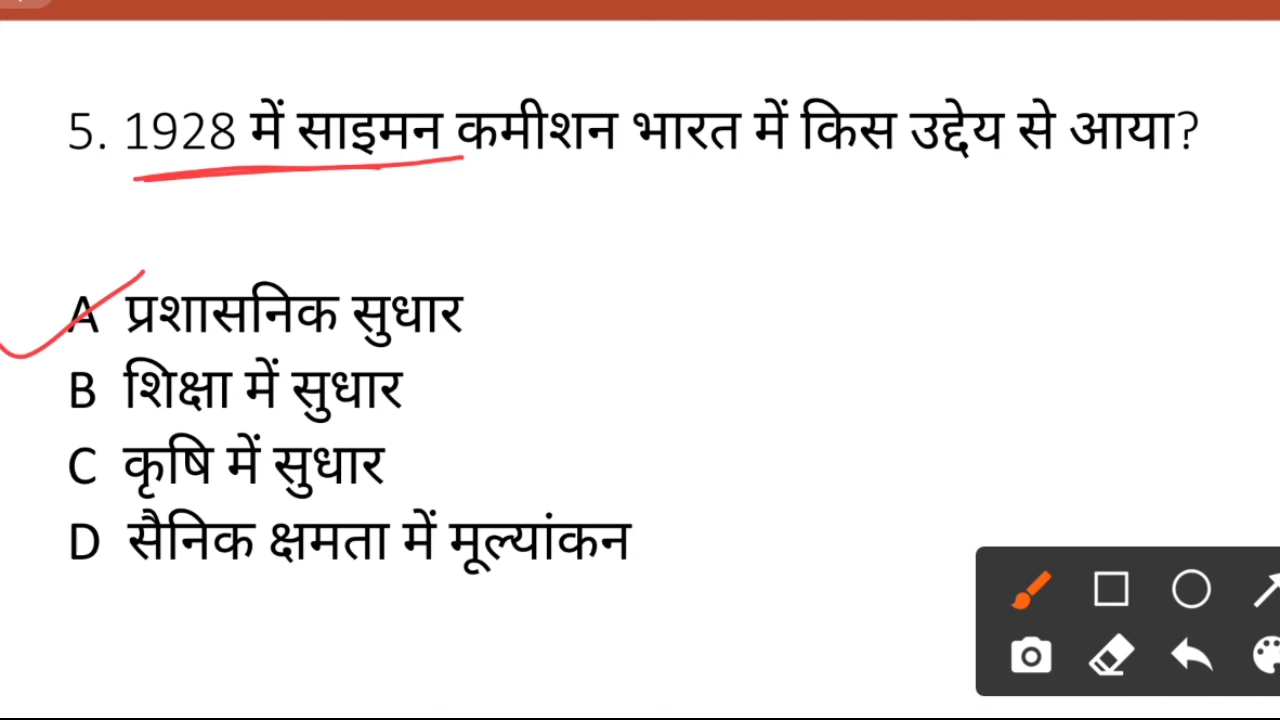 5. 1928 में साइमन कमीशन भारत में किस उद्देय से आया?
A प्रशासनिक सुधार
B शिक्षा में सुधार
C कृषि में सुधार
D सैनिक क्षमता में मूल्यांकन